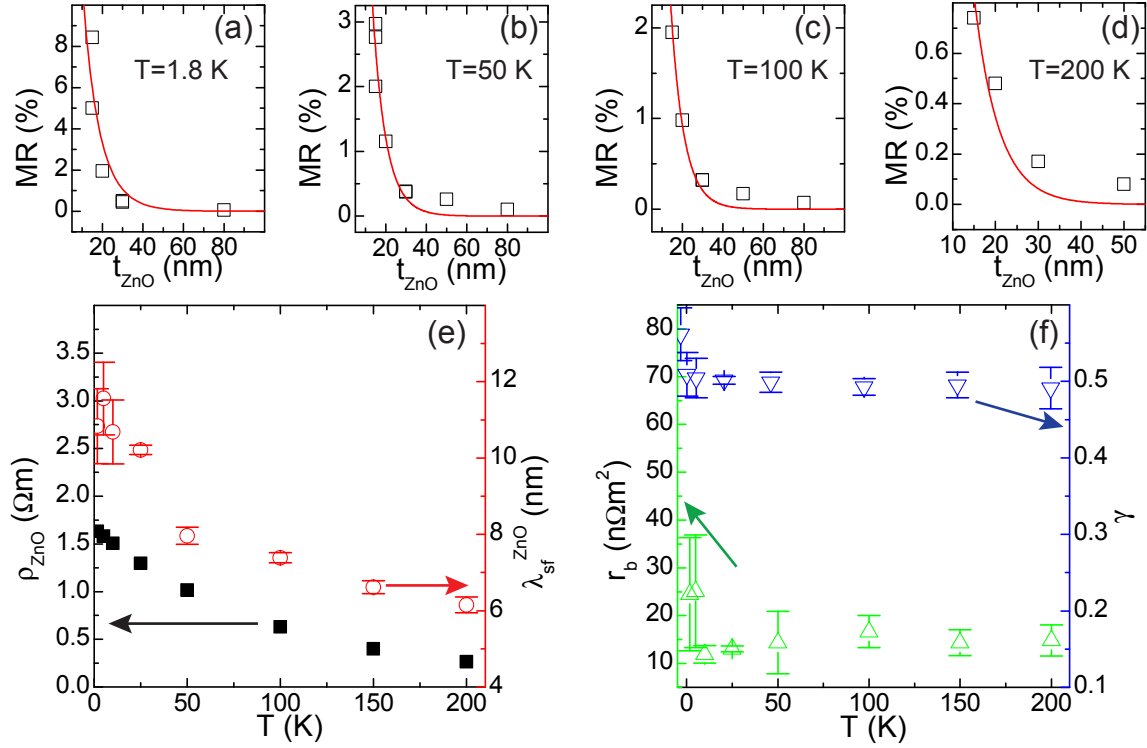 (a)
T=1.8 K
MR (%)
8
6
4
2
0
0 20 40 60 80
t_ZnO (nm)
(b)
T=50 K
MR (%)
3
2
1
0
20 40 60 80
t_ZnO (nm)
(c)
T=100 K
MR (%)
2
1
0
20 40 60 80
t_ZnO (nm)
(d)
T=200 K
MR (%)
0.8
0.6
0.4
0.2
0.0
10 20 30 40 50
t_ZnO (nm)
(e)
ρ_ZnO (Ωm)
3.5
3.0
2.5
2.0
1.5
1.0
0.5
0.0
0 50 100 150 200
T (K)
12
10
8
6
4
λ_sf^ZnO (nm)
(f)
r_b (nΩm²)
80
70
60
50
40
30
20
10
0 50 100 150 200
T (K)
0.5
0.4
0.3
0.2
0.1
γ